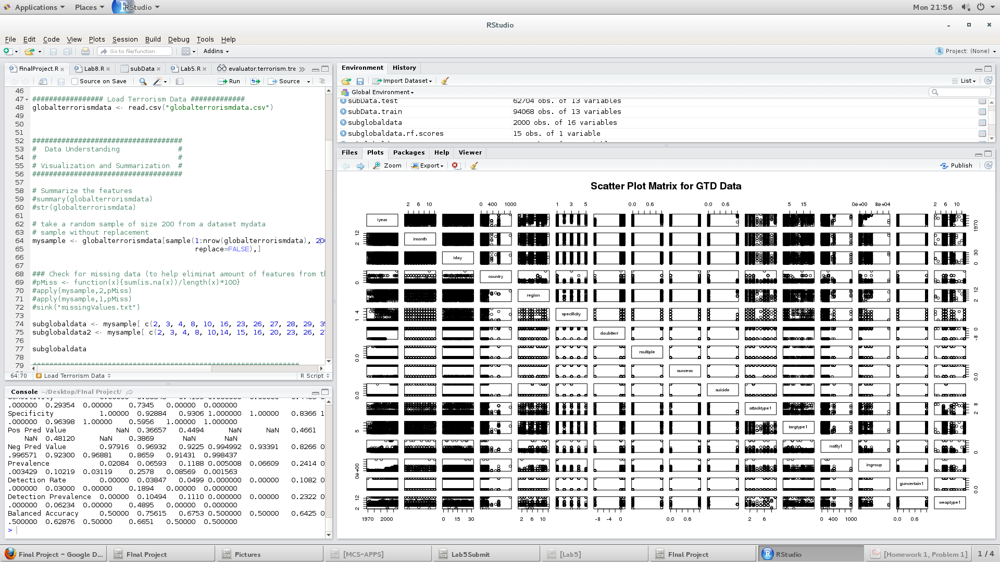 Applications Places RStudio Mon 21:56
RStudio
File Edit Code View Plots Session Build Debug Tools Help
Go to file/function Addins Project: (None)
FinalProject.R Lab8.R subData Lab5.R evaluator.terrorism.tre
Source on Save Run Source
46
47 ################# Load Terrorism Data #############
48 globalterrorismdata <- read.csv("globalterrorismdata.csv")
49
50
51
52 ####################################
53 #  Data Understanding              #
54 #                                  #
55 # Visualization and Summarization  #
56 ####################################
57
58 # Summarize the features
59 #summary(globalterrorismdata)
60 #str(globalterrorismdata)
61
62 # take a random sample of size 200 from a dataset mydata
63 # sample without replacement
64 mysample <- globalterrorismdata[sample(1:nrow(globalterrorismdata), 200
65 replace=FALSE),]
66
67
68 ### Check for missing data (to help eliminat amount of features from th
69 #pMiss <- function(x){sum(is.na(x))/length(x)*100}
70 #apply(mysample,2,pMiss)
71 #apply(mysample,1,pMiss)
72 #sink("missingValues.txt")
73
74 subglobaldata <- mysample[ c(2, 3, 4, 8, 10, 16, 23, 26, 27, 28, 29, 35
75 subglobaldata2 <- mysample[ c(2, 3, 4, 8, 10,14, 15, 16, 20, 23, 26, 27
76
77 subglobaldata
78
79 ################################################################
64:70 Load Terrorism Data R Script
Console ~/Desktop/FInal Project/
.000000 0.29354 0.00000 0.7345 0.00000 0.000000
Specificity 1.00000 0.92884 0.9306 1.000000 1.00000 0.8366 1
.000000 0.96398 1.00000 0.5956 1.00000 1.000000
Pos Pred Value NaN 0.36657 0.4494 NaN NaN 0.4661
NaN 0.48120 NaN 0.3869 NaN NaN
Neg Pred Value 0.97916 0.96932 0.9225 0.994992 0.93391 0.8266 0
.996571 0.92300 0.96881 0.8659 0.91431 0.998437
Prevalence 0.02084 0.06593 0.1188 0.005008 0.06609 0.2414 0
.003429 0.10219 0.03119 0.2578 0.08569 0.001563
Detection Rate 0.00000 0.03847 0.0499 0.000000 0.00000 0.1082 0
.000000 0.03000 0.00000 0.1894 0.00000 0.000000
Detection Prevalence 0.00000 0.10494 0.1110 0.000000 0.00000 0.2322 0
.000000 0.06234 0.00000 0.4895 0.00000 0.000000
Balanced Accuracy 0.50000 0.75615 0.6753 0.500000 0.50000 0.6425 0
.500000 0.62876 0.50000 0.6651 0.50000 0.500000
>
Environment History
Import Dataset List
Global Environment
subData.test 62704 obs. of 13 variables
subData.train 94068 obs. of 13 variables
subglobaldata 2000 obs. of 16 variables
subglobaldata.rf.scores 15 obs. of 1 variable
Files Plots Packages Help Viewer
Zoom Export Publish
Scatter Plot Matrix for GTD Data
2 6 10 0 400 1000 1 3 5 0.0 0.6 0.0 0.6 5 15 0e+00 8e+04 2 6 10
iyear 1970
2 12 imonth
iday 0 30
0 country
region 2 12
1 4 specificity
doubtterr -8 0
0.0 multiple
success 0.0
0.0 suicide
attacktype1 2 8
5 targtype1
natlty1 0
0e+00 ingroup
guncertain1 0.0
2 12 weaptype1
1970 2000 0 15 30 2 6 10 -8 -4 0 0.0 0.6 2 6 0 400 1000 0.0 0.6
Final Project – Google D... FInal Project Pictures [MCS-APPS] Lab5Submit [Lab5] FInal Project RStudio [Homework 1, Problem 1] 1 / 4